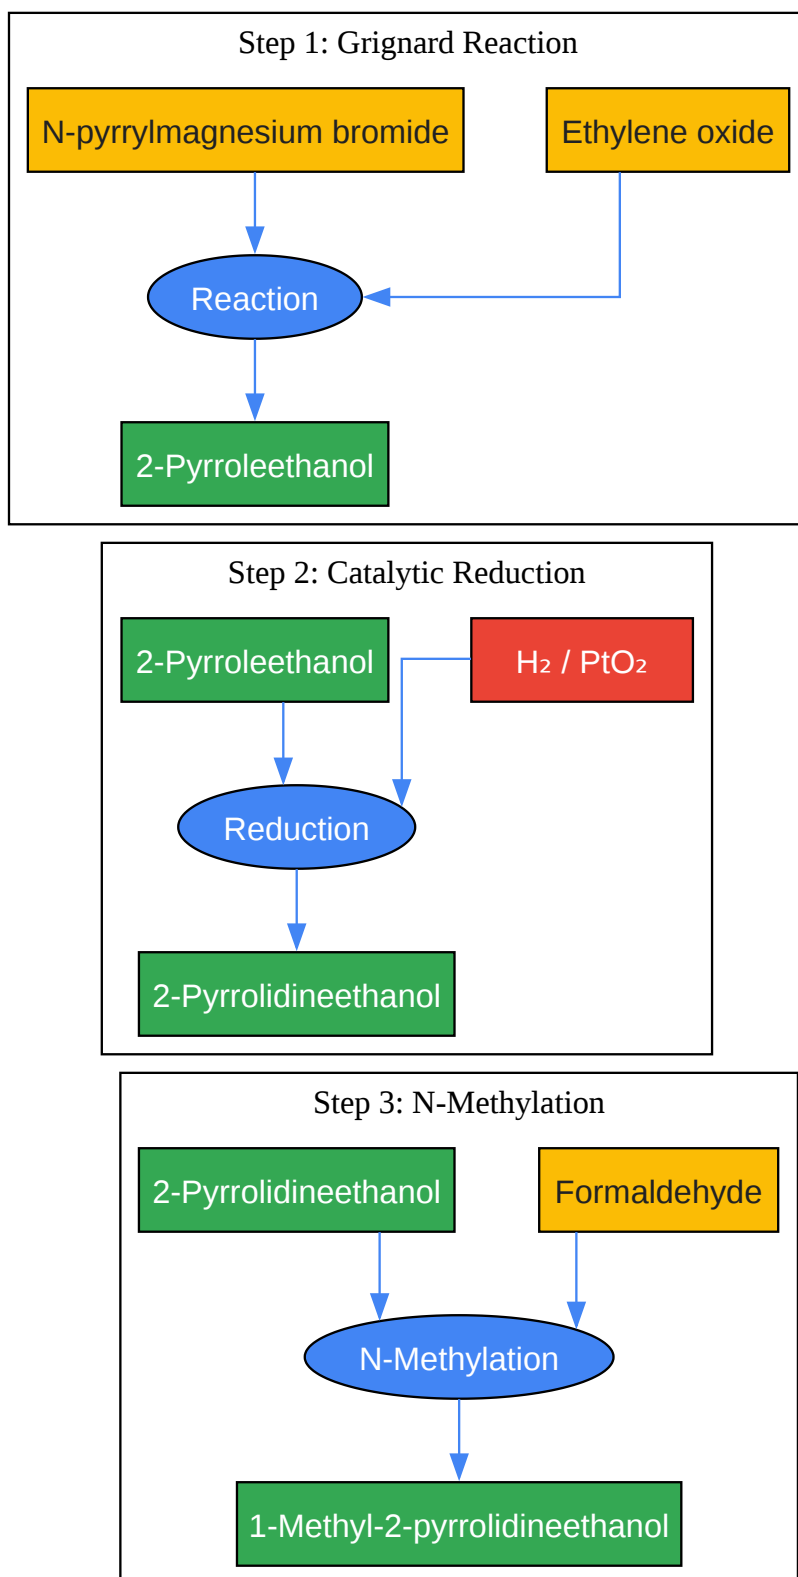 Step 1: Grignard Reaction
N-pyrrylmagnesium bromide
Ethylene oxide
Reaction
2-Pyrroleethanol
Step 2: Catalytic Reduction
2-Pyrroleethanol
H₂ / PtO₂
Reduction
2-Pyrrolidineethanol
Step 3: N-Methylation
2-Pyrrolidineethanol
Formaldehyde
N-Methylation
1-Methyl-2-pyrrolidineethanol